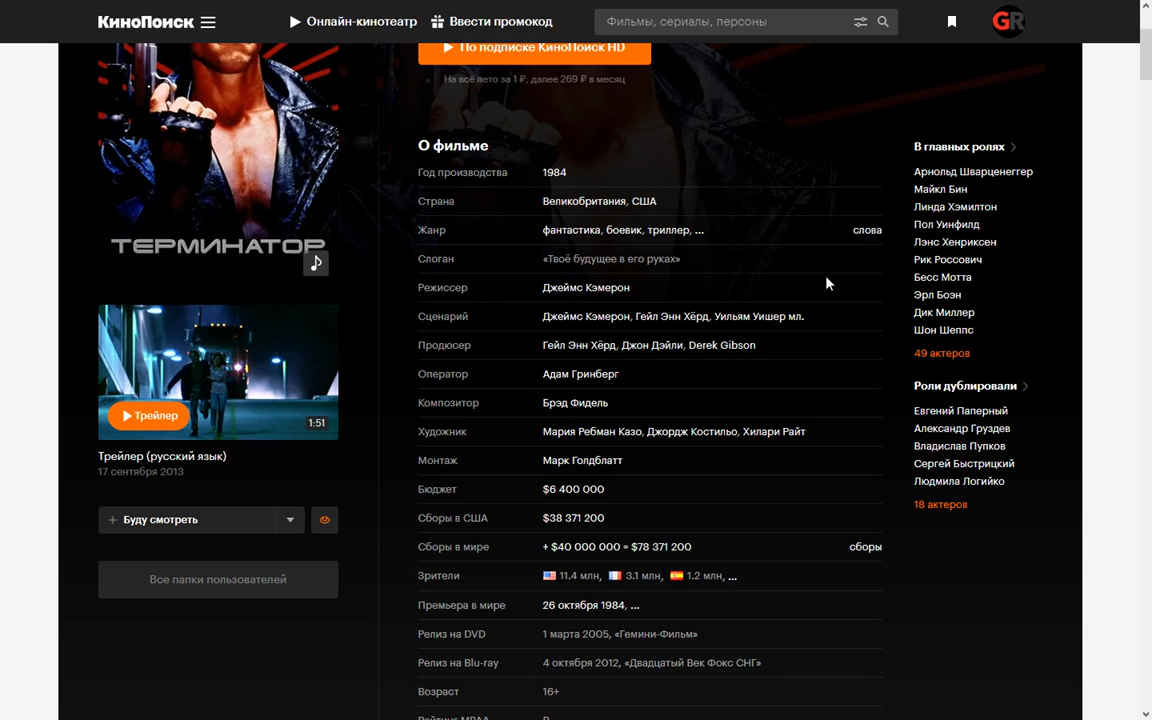 КиноПоиск
Онлайн-кинотеатр
Ввести промокод
Фильмы, сериалы, персоны
GR
По подписке КиноПоиск HD
На всё лето за 1 ₽, далее 269 ₽ в месяц
ТЕРМИНАТОР
Трейлер
1:51
Трейлер (русский язык)
17 сентября 2013
+ Буду смотреть
Все папки пользователей
О фильме
Год производства 1984
Страна Великобритания, США
Жанр фантастика, боевик, триллер, ... слова
Слоган «Твоё будущее в его руках»
Режиссер Джеймс Кэмерон
Сценарий Джеймс Кэмерон, Гейл Энн Хёрд, Уильям Уишер мл.
Продюсер Гейл Энн Хёрд, Джон Дэйли, Derek Gibson
Оператор Адам Гринберг
Композитор Брэд Фидель
Художник Мария Ребман Казо, Джордж Костильо, Хилари Райт
Монтаж Марк Голдблатт
Бюджет $6 400 000
Сборы в США $38 371 200
Сборы в мире + $40 000 000 = $78 371 200 сборы
Зрители 11.4 млн, 3.1 млн, 1.2 млн, ...
Премьера в мире 26 октября 1984, ...
Релиз на DVD 1 марта 2005, «Гемини-Фильм»
Релиз на Blu-ray 4 октября 2012, «Двадцатый Век Фокс СНГ»
Возраст 16+
Рейтинг MPAA R
В главных ролях
Арнольд Шварценеггер
Майкл Бин
Линда Хэмилтон
Пол Уинфилд
Лэнс Хенриксен
Рик Россович
Бесс Мотта
Эрл Боэн
Дик Миллер
Шон Шеппс
49 актеров
Роли дублировали
Евгений Паперный
Александр Груздев
Владислав Пупков
Сергей Быстрицкий
Людмила Логийко
18 актеров